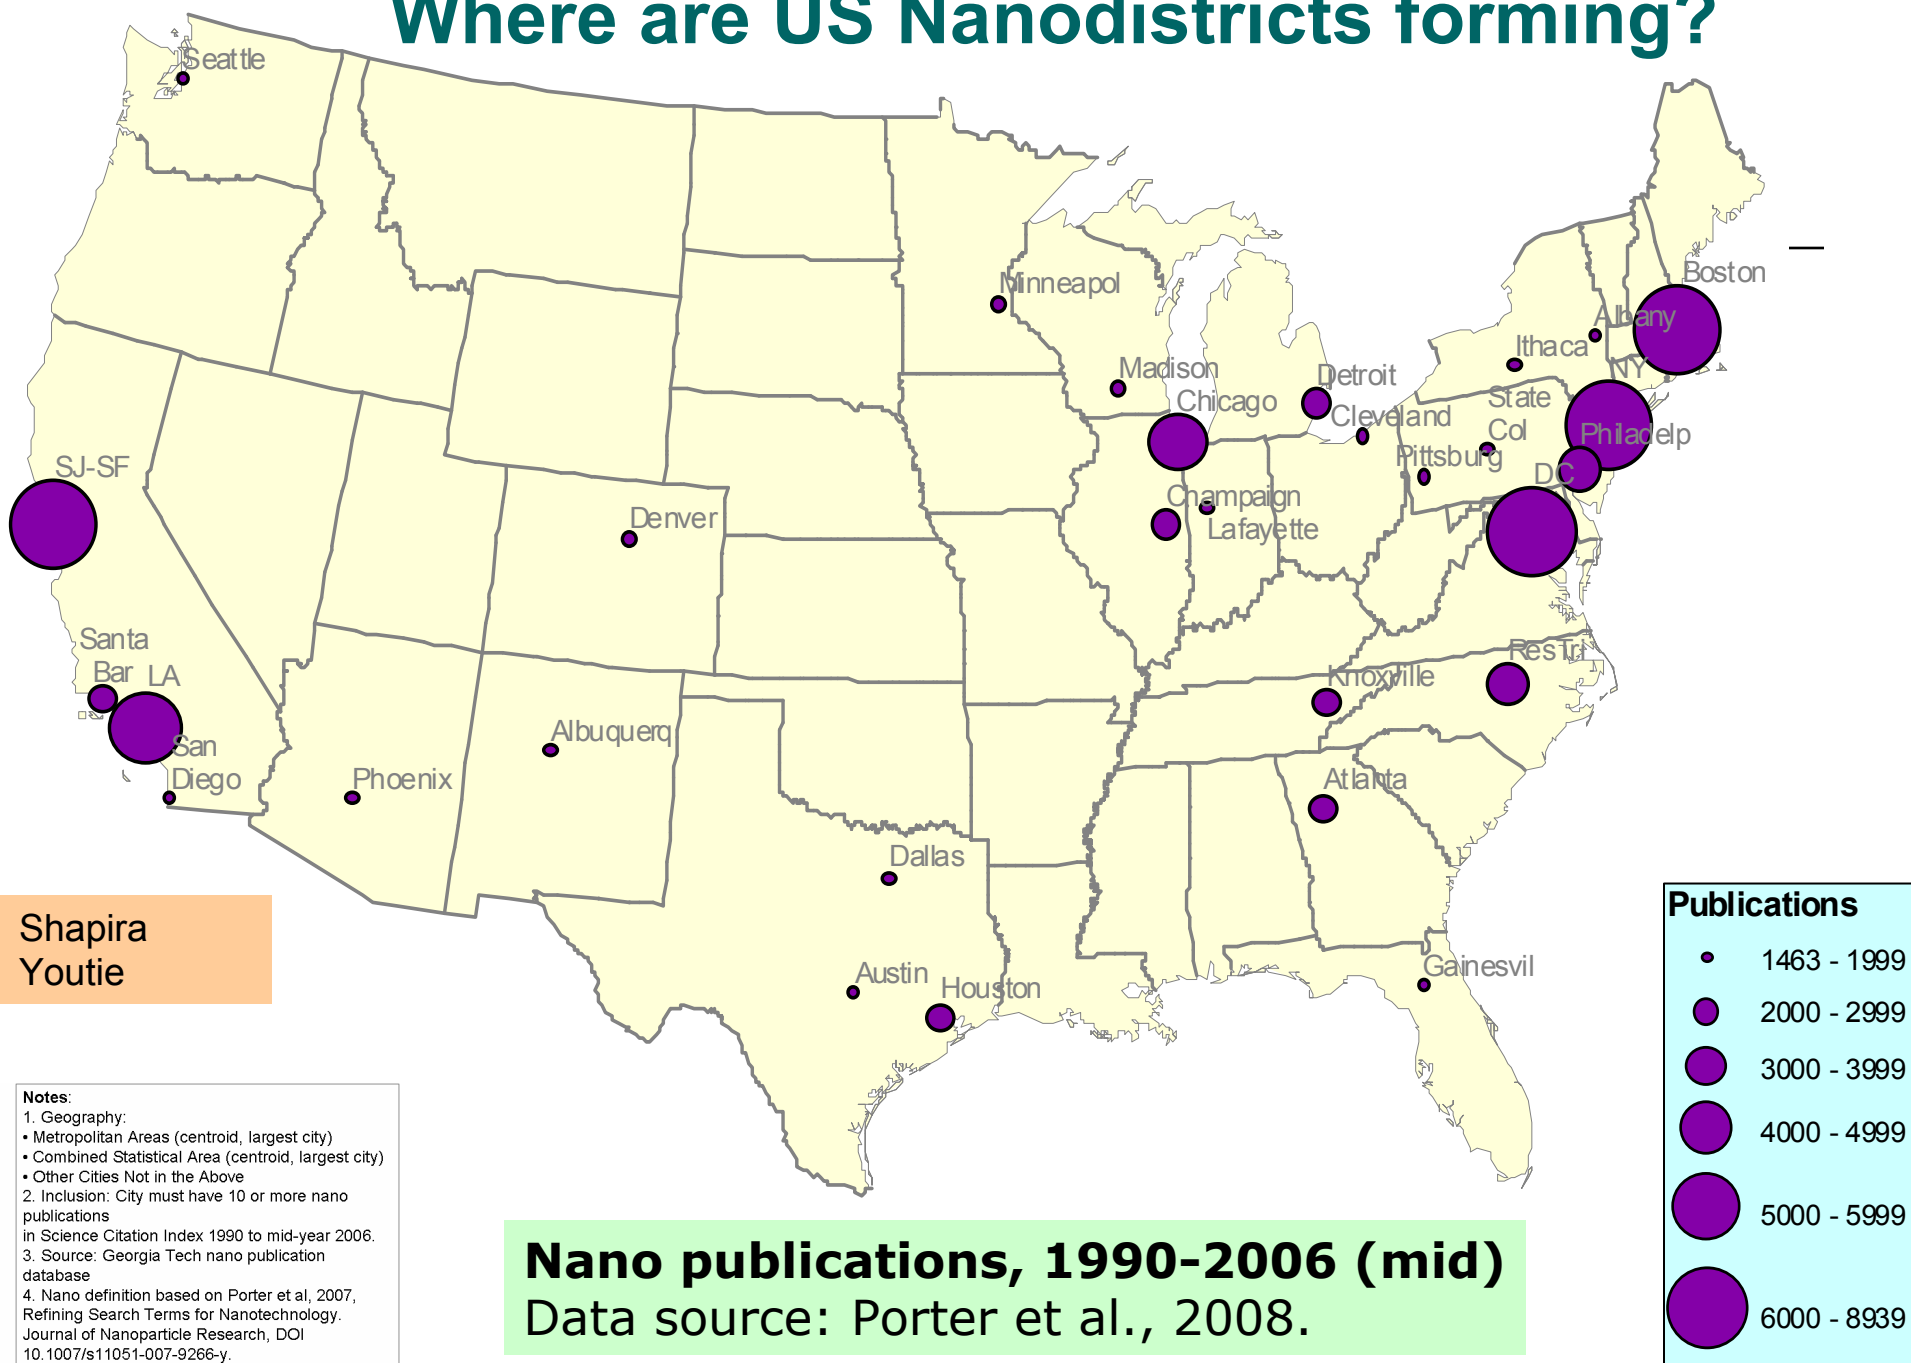 Where are US Nanodistricts forming?
Seattle
Minneapol
Boston
Albany
Ithaca
NY
Madison
Detroit
Chicago
Cleveland
State
Col
Philadelp
Pittsburg
DC
SJ-SF
Champaign
Lafayette
Denver
Santa
Bar
LA
ResTri
Knoxville
San
Diego
Albuquerq
Phoenix
Atlanta
Dallas
Austin
Houston
Gainesvil
Shapira
Youtie
Publications
1463 - 1999
2000 - 2999
3000 - 3999
4000 - 4999
5000 - 5999
6000 - 8939
Notes:
1. Geography:
• Metropolitan Areas (centroid, largest city)
• Combined Statistical Area (centroid, largest city)
• Other Cities Not in the Above
2. Inclusion: City must have 10 or more nano
publications
in Science Citation Index 1990 to mid-year 2006.
3. Source: Georgia Tech nano publication
database
4. Nano definition based on Porter et al, 2007,
Refining Search Terms for Nanotechnology.
Journal of Nanoparticle Research, DOI
10.1007/s11051-007-9266-y.
Nano publications, 1990-2006 (mid)
Data source: Porter et al., 2008.